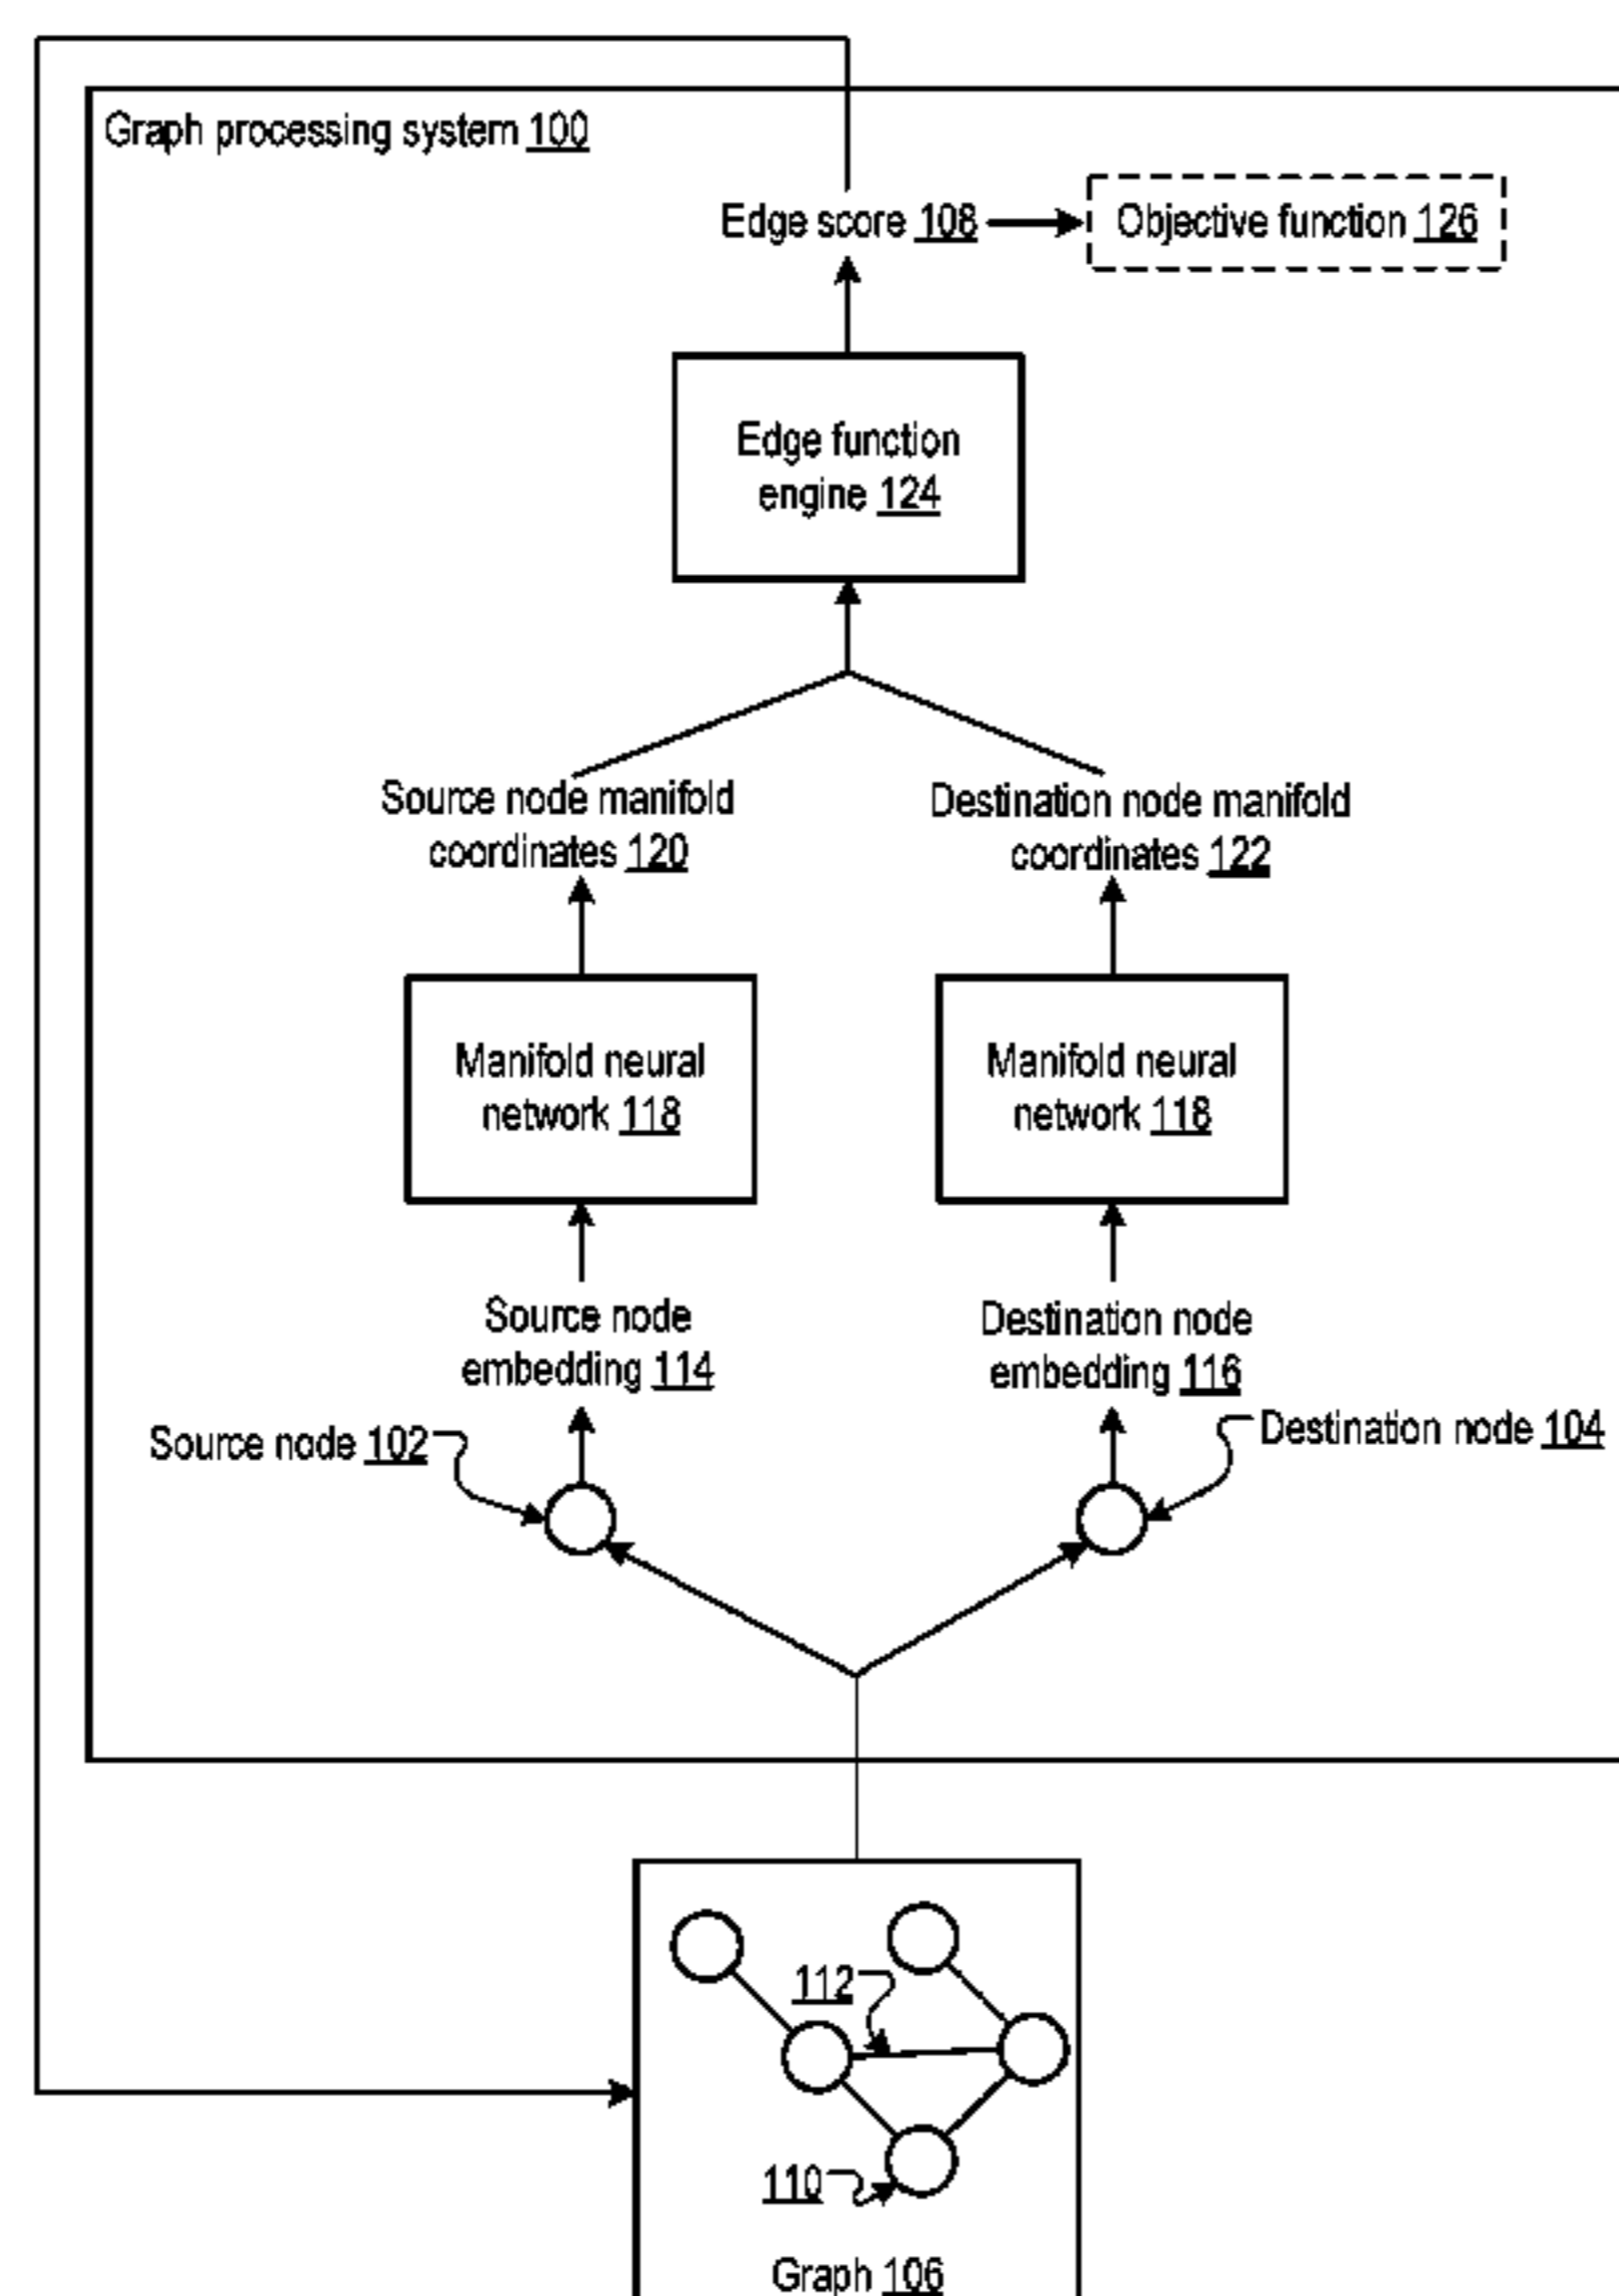 Graph processing system 100
Edge score 108
Objective function 126
Edge function
engine 124
Source node manifold
coordinates 120
Destination node manifold
coordinates 122
Manifold neural
network 118
Manifold neural
network 118
Source node
embedding 114
Destination node
embedding 116
Source node 102
Destination node 104
112
110
Graph 106